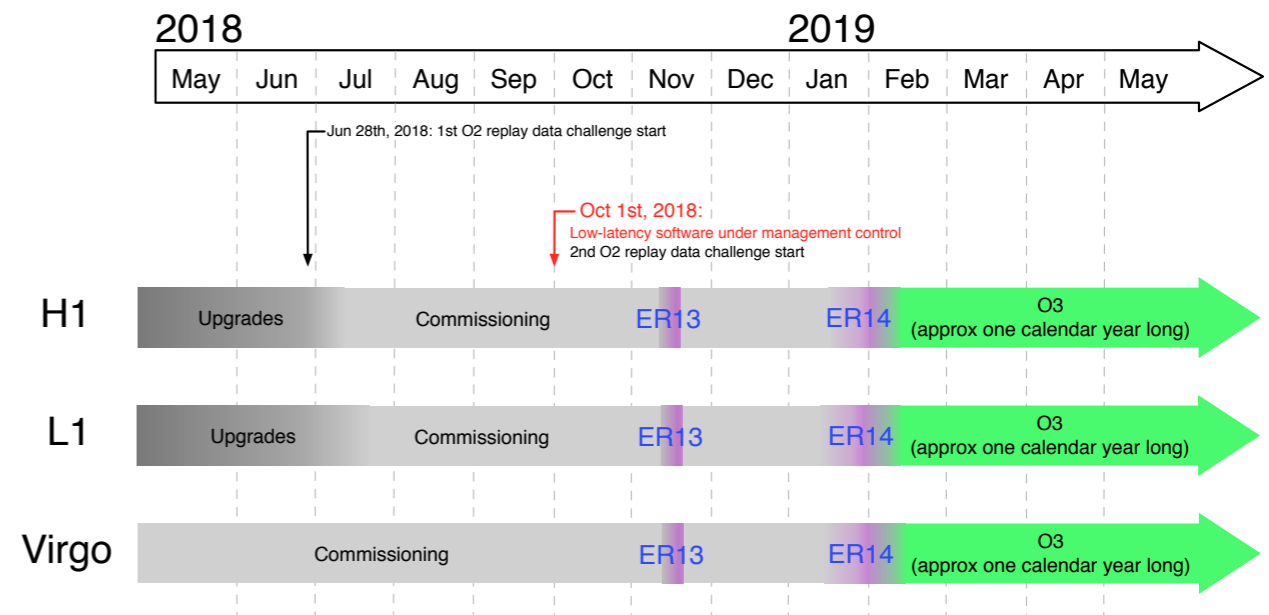 2018 2019
May Jun Jul Aug Sep Oct Nov Dec Jan Feb Mar Apr May
Jun 28th, 2018: 1st O2 replay data challenge start
Oct 1st, 2018:
Low-latency software under management control
2nd O2 replay data challenge start
H1
Upgrades Commissioning ER13 ER14 O3
(approx one calendar year long)
L1
Upgrades Commissioning ER13 ER14 O3
(approx one calendar year long)
Virgo
Commissioning ER13 ER14 O3
(approx one calendar year long)